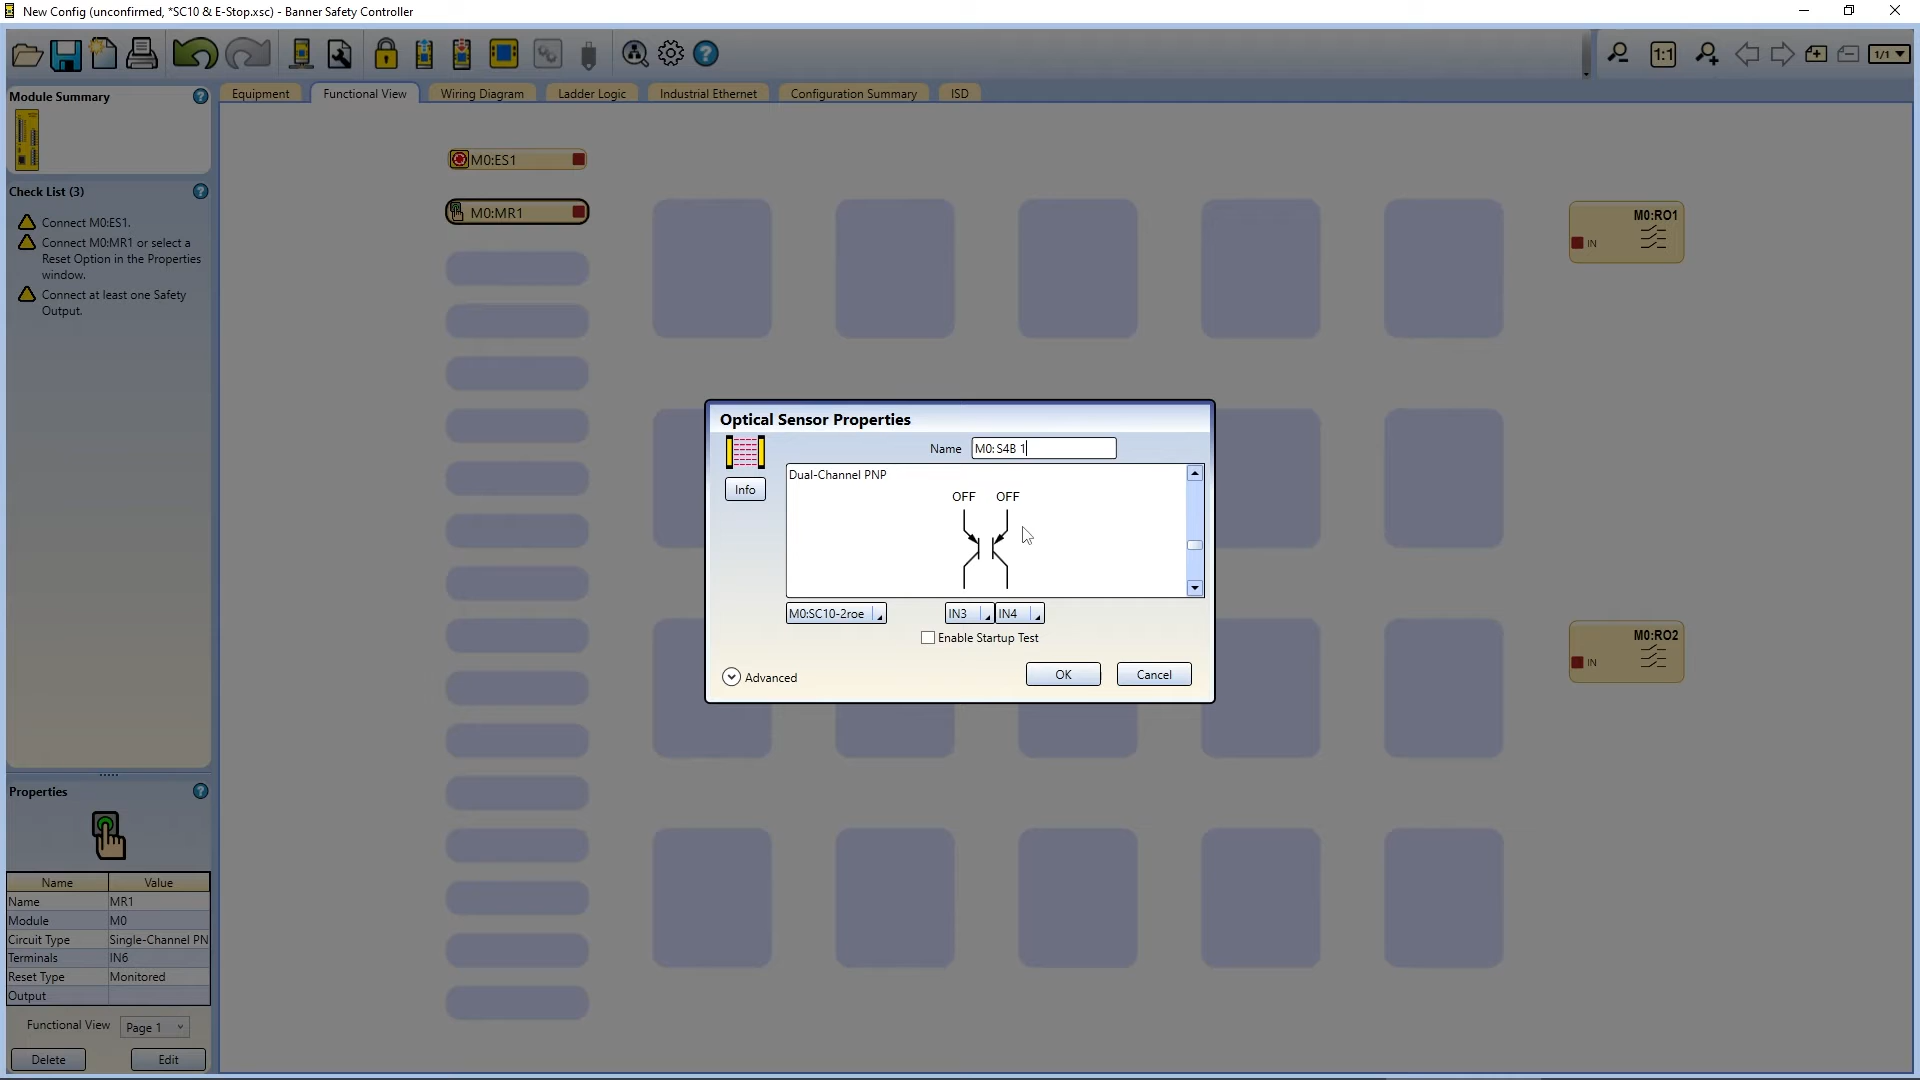 New Config (unconfirmed, *SC10 & E-Stop.xsc) - Banner Safety Controller
1:1
1/1
Module Summary
Equipment
Functional View
Wiring Diagram
Ladder Logic
Industrial Ethernet
Configuration Summary
ISD
Check List (3)
Connect M0:ES1.
Connect M0:MR1 or select a
Reset Option in the Properties
window.
Connect at least one Safety
Output.
M0:ES1
M0:MR1
M0:RO1
IN
M0:RO2
IN
Optical Sensor Properties
Name M0: S4B 1
Info
Dual-Channel PNP
OFF OFF
M0:SC10-2roe
IN3
IN4
Enable Startup Test
Advanced
OK
Cancel
Properties
Name Value
Name MR1
Module M0
Circuit Type Single-Channel PN
Terminals IN6
Reset Type Monitored
Output
Functional View Page 1
Delete
Edit